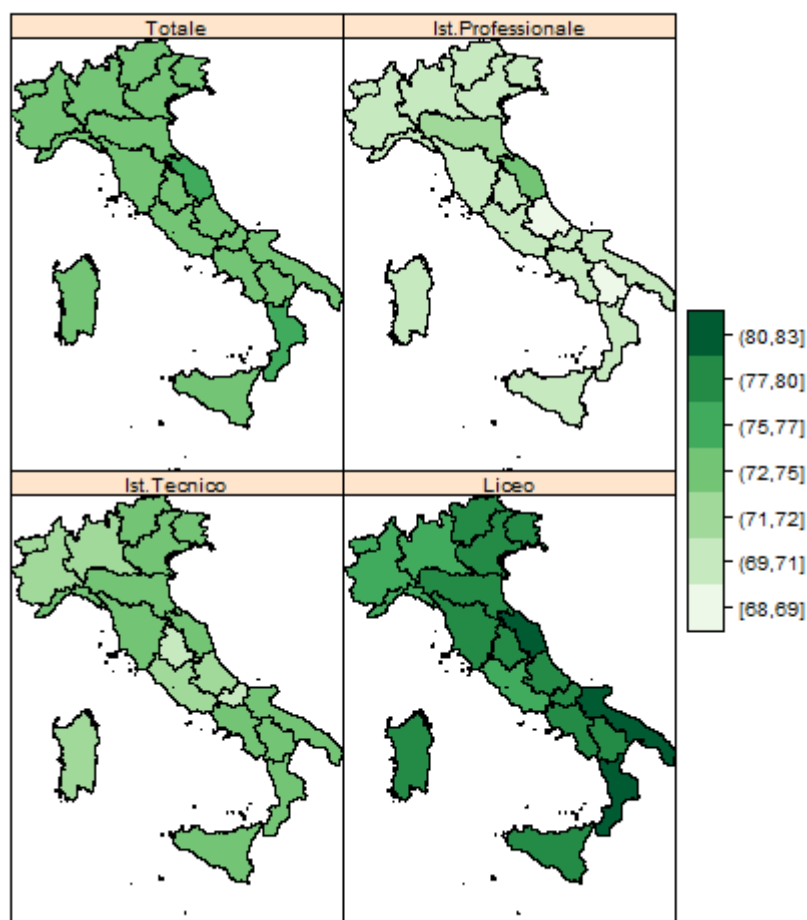 Totale
Ist.Professionale
Ist.Tecnico
Liceo
(80,83]
(77,80]
(75,77]
(72,75]
(71,72]
(69,71]
[68,69]